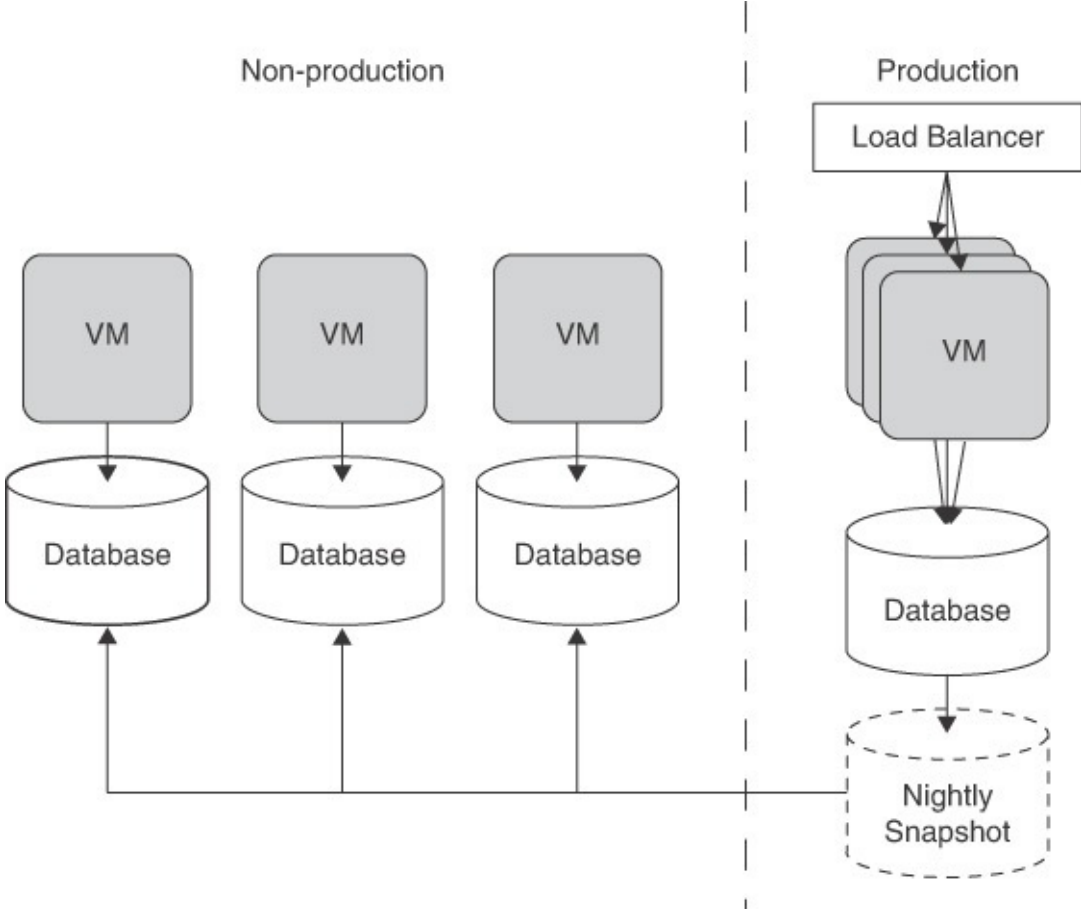 Non-production
Production
Load Balancer
VM
VM
VM
VM
Database
Database
Database
Database
Nightly
Snapshot